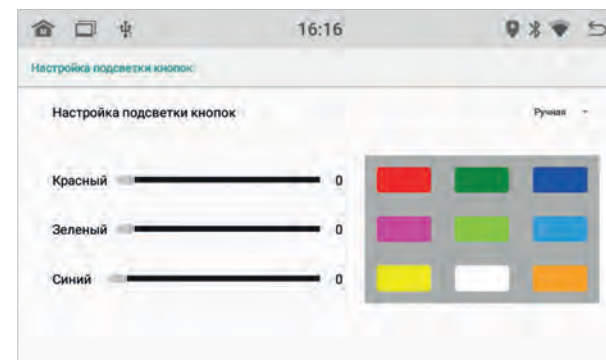 16:16
Настройка подсветки кнопок
Настройка подсветки кнопок Ручная
Красный 0
Зеленый 0
Синий 0